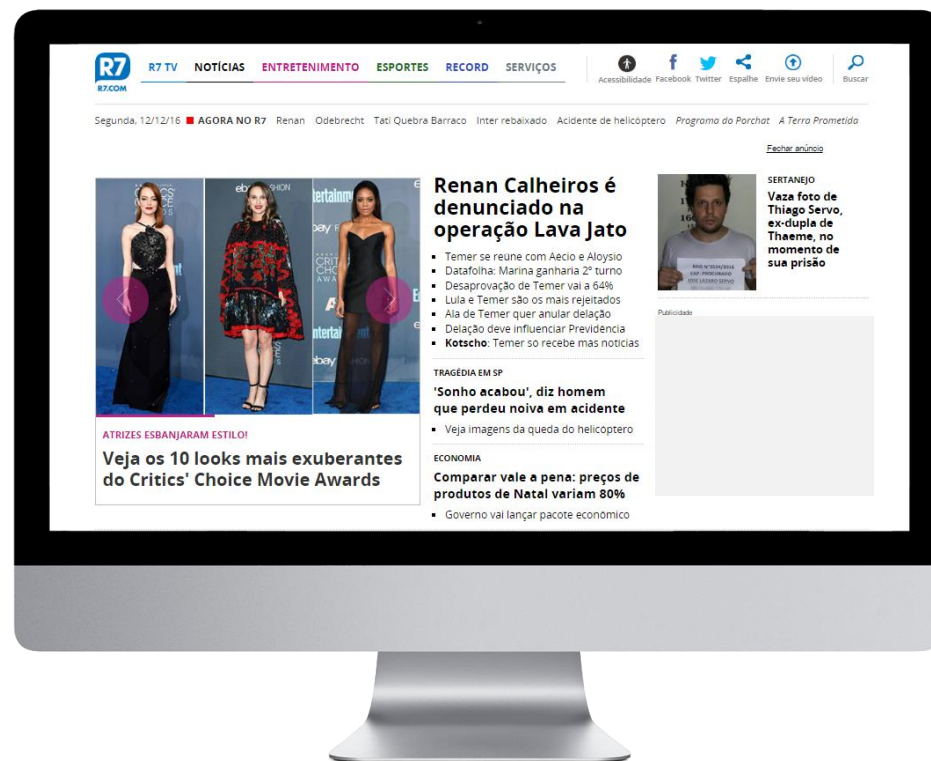 R7
R7.COM
R7 TV NOTÍCIAS ENTRETENIMENTO ESPORTES RECORD SERVIÇOS
Acessibilidade Facebook Twitter Espalhe Envie seu vídeo Buscar
Segunda, 12/12/16 AGORA NO R7 Renan Odebrecht Tati Quebra Barraco Inter rebaixado Acidente de helicóptero Programa do Porchat A Terra Prometida
Fechar anúncio
ATRIZES ESBANJARAM ESTILO!
Veja os 10 looks mais exuberantes
do Critics' Choice Movie Awards
Renan Calheiros é
denunciado na
operação Lava Jato
Temer se reúne com Aécio e Aloysio
Datafolha: Marina ganharia 2º turno
Desaprovação de Temer vai a 64%
Lula e Temer são os mais rejeitados
Ala de Temer quer anular delação
Delação deve influenciar Previdência
Kotscho: Temer só recebe más notícias
TRAGÉDIA EM SP
'Sonho acabou', diz homem
que perdeu noiva em acidente
Veja imagens da queda do helicóptero
ECONOMIA
Comparar vale a pena: preços de
produtos de Natal variam 80%
Governo vai lançar pacote econômico
SERTANEJO
Vaza foto de
Thiago Servo,
ex-dupla de
Thaeme, no
momento de
sua prisão
Publicidade